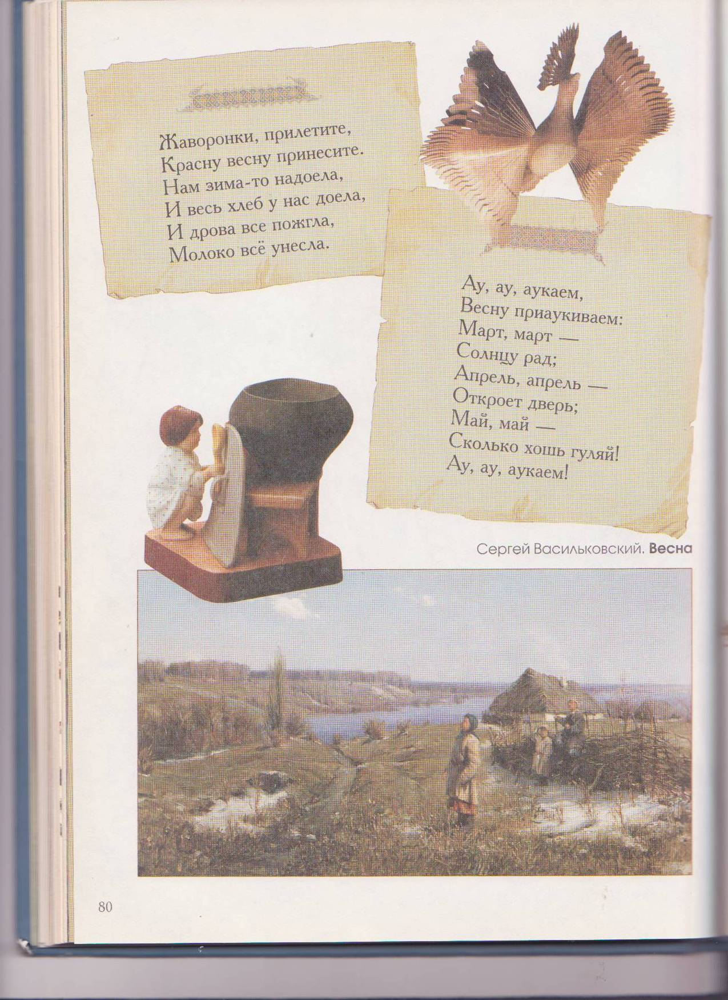 Жаворонки, прилетите,
Красну весну принесите.
Нам зима-то надоела,
И весь хлеб у нас доела,
И дрова все пожгла,
Молоко всё унесла.
Ау, ау, аукаем,
Весну приаукиваем:
Март, март —
Солнцу рад;
Апрель, апрель —
Откроет дверь;
Май, май —
Сколько хошь гуляй!
Ау, ау, аукаем!
Сергей Васильковский. Весна
80